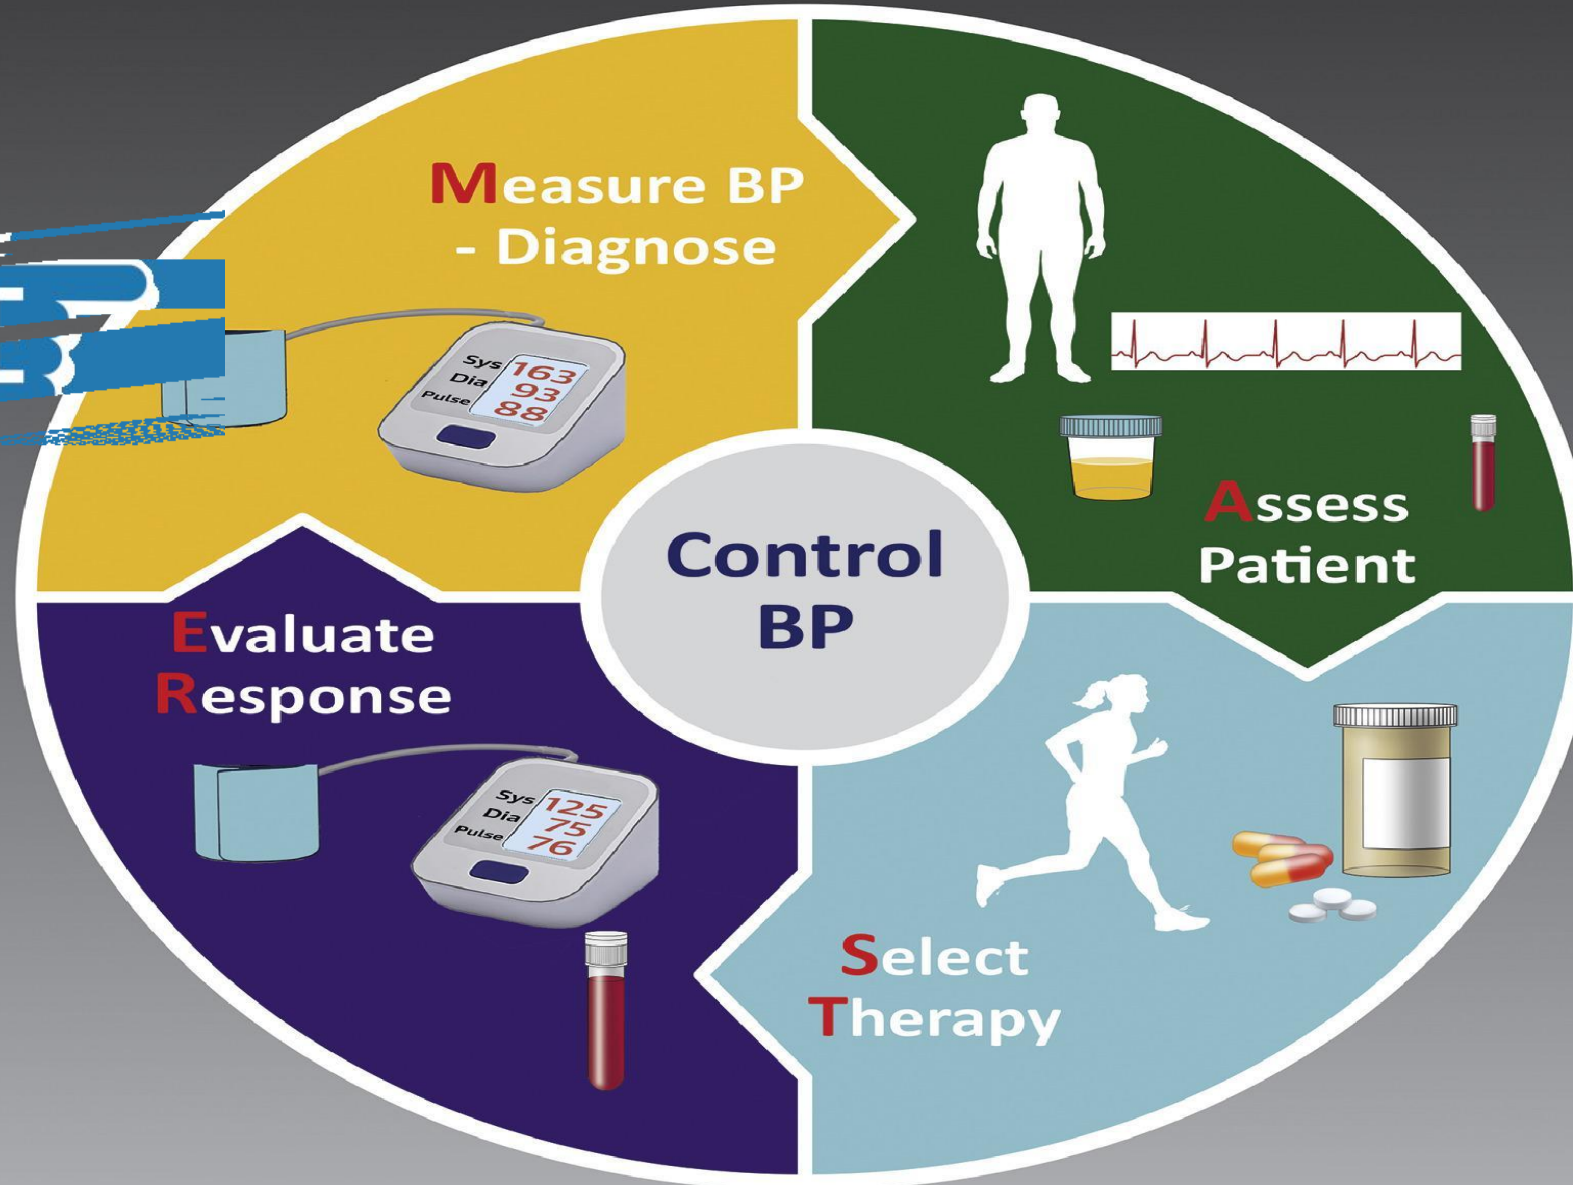 Measure BP
- Diagnose
Sys 163
Dia 93
Pulse 88
Assess
Patient
Control
BP
Evaluate
Response
Sys 125
Dia 75
Pulse 76
Select
Therapy